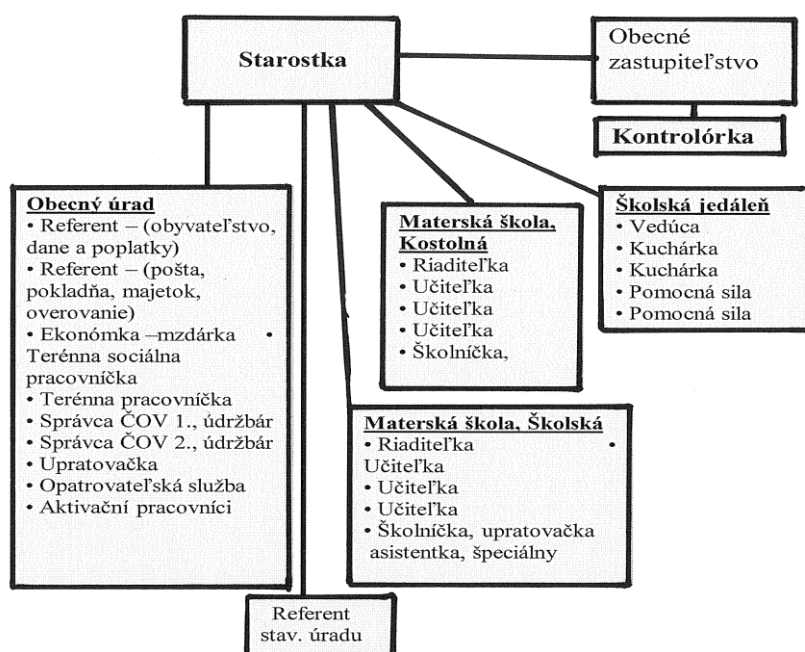 Starostka
Obecné
zastupiteľstvo
Kontrolórka
Obecný úrad
• Referent – (obyvateľstvo,
dane a poplatky)
• Referent – (pošta,
pokladňa, majetok,
overovanie)
• Ekonómka –mzdárka •
Terénna sociálna
pracovníčka
• Terénna pracovníčka
• Správca ČOV 1., údržbár
• Správca ČOV 2., údržbár
• Upratovačka
• Opatrovateľská služba
• Aktivační pracovníci
Materská škola,
Kostolná
• Riaditeľka
• Učiteľka
• Učiteľka
• Učiteľka
• Školníčka,
Školská jedáleň
• Vedúca
• Kuchárka
• Kuchárka
• Pomocná sila
• Pomocná sila
Materská škola, Školská
• Riaditeľka •
Učiteľka
• Učiteľka
• Učiteľka
• Školníčka, upratovačka
asistentka, špeciálny
Referent
stav. úradu